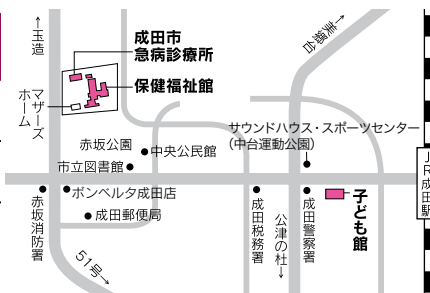 ↑玉造
成田市
急病診療所
保健福祉館
マザーズ
ホーム
↑美郷台
サウンドハウス・スポーツセンター
(中台運動公園)
赤坂公園
中央公民館
市立図書館
ボンベルタ成田店
成田郵便局
赤坂消防署
51号→
成田税務署
公津の杜→
成田警察署
子ども館
JR成田駅